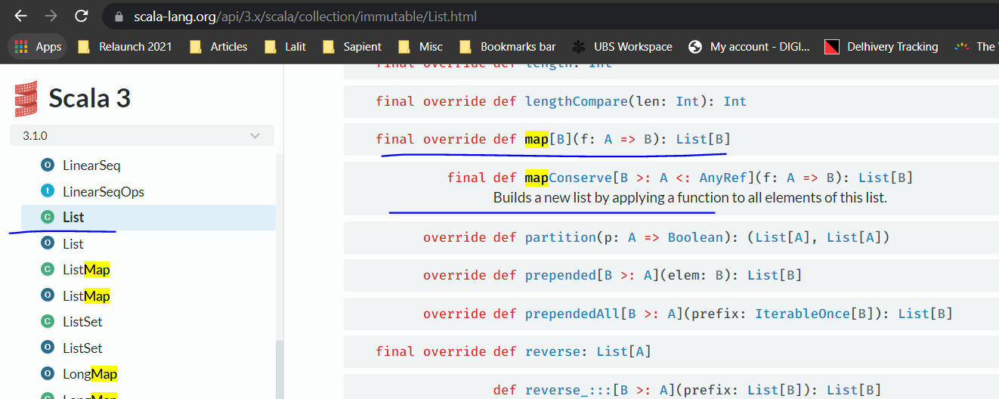 scala-lang.org/api/3.x/scala/collection/immutable/List.html
Apps Relaunch 2021 Articles Lalit Sapient Misc Bookmarks bar UBS Workspace My account - DIGI... Delhivery Tracking The
Scala 3
3.1.0
LinearSeq
LinearSeqOps
List
List
ListMap
ListMap
ListSet
ListSet
LongMap
LongMap
final override def length: Int
final override def lengthCompare(len: Int): Int
final override def map[B](f: A => B): List[B]
final def mapConserve[B >: A <: AnyRef](f: A => B): List[B]
Builds a new list by applying a function to all elements of this list.
override def partition(p: A => Boolean): (List[A], List[A])
override def prepended[B >: A](elem: B): List[B]
override def prependedAll[B >: A](prefix: IterableOnce[B]): List[B]
final override def reverse: List[A]
def reverse_:::[B >: A](prefix: List[B]): List[B]